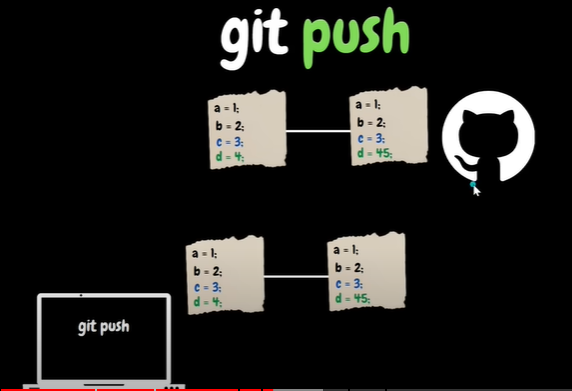 git push
a = 1;
b = 2;
c = 3;
d = 4;
a = 1;
b = 2;
c = 3;
d = 45;
a = 1;
b = 2;
c = 3;
d = 4;
a = 1;
b = 2;
c = 3;
d = 45;
git push